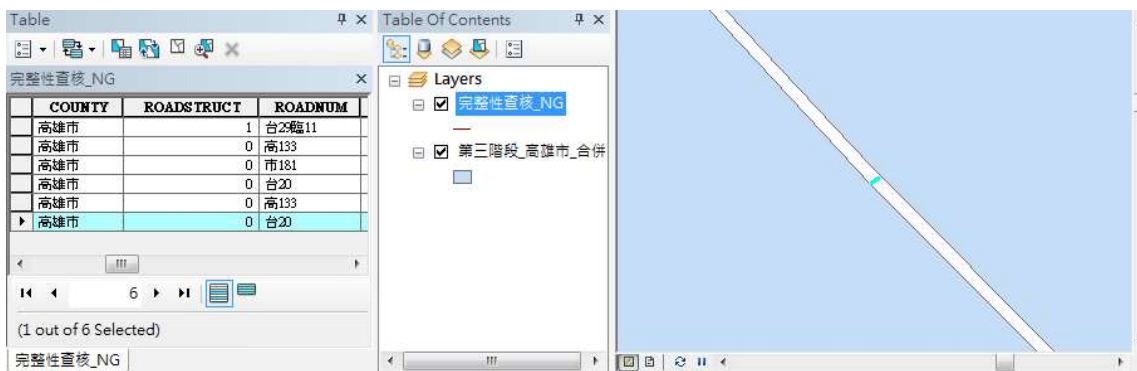 Table
完整性查核_NG
COUNTY ROADSTRUCT ROADNUM
高雄市 1 台29臨11
高雄市 0 高133
高雄市 0 市181
高雄市 0 台20
高雄市 0 高133
高雄市 0 台20
6
(1 out of 6 Selected)
完整性查核_NG
Table Of Contents
Layers
完整性查核_NG
第三階段_高雄市_合併